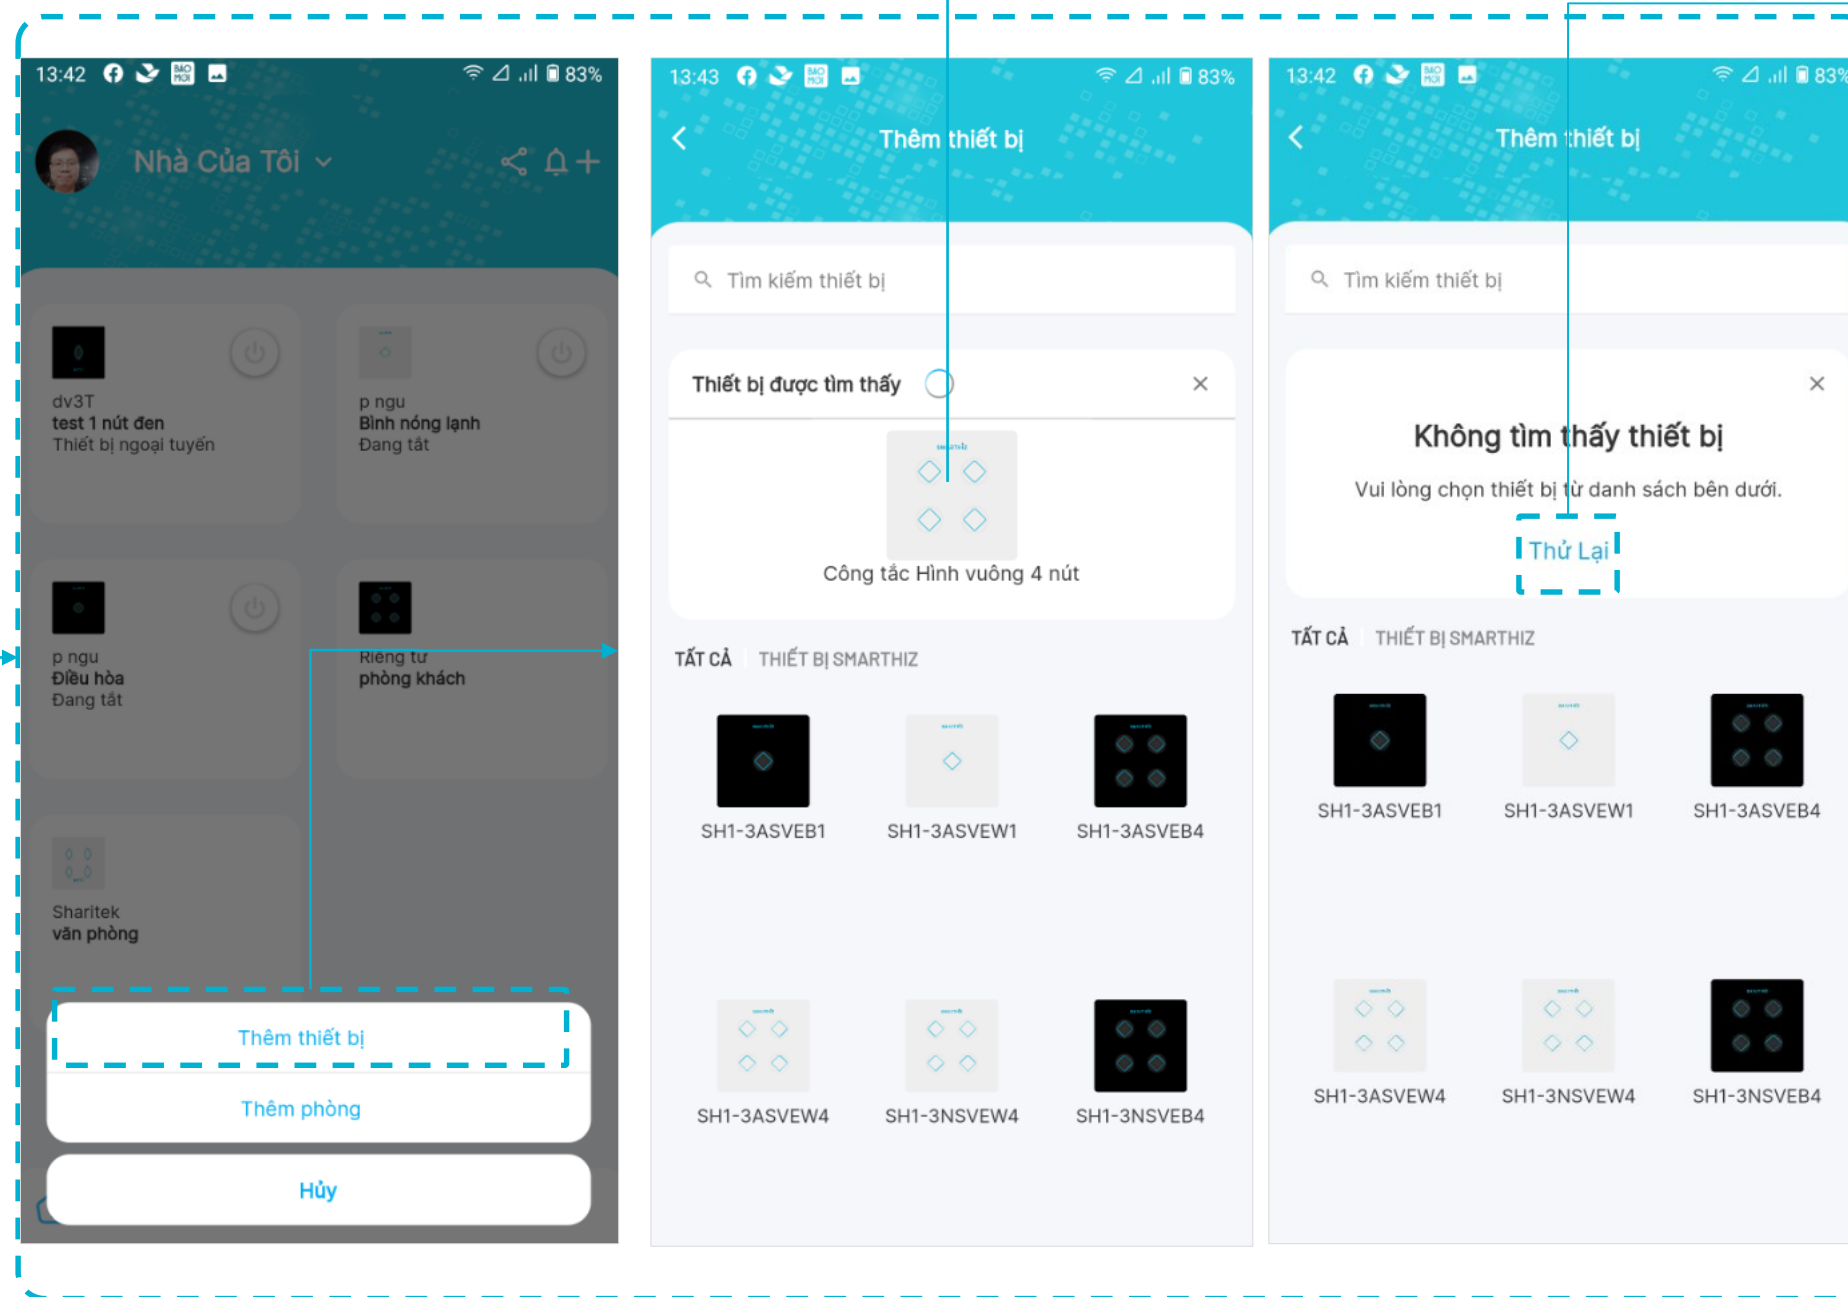 13:42
BÁO
MỚI
83%
Nhà Của Tôi
dv3T
test 1 nút đen
Thiết bị ngoại tuyến
p ngu
Bình nóng lạnh
Đang tắt
p ngu
Điều hòa
Đang tắt
Riêng tư
phòng khách
Sharitek
văn phòng
Thêm thiết bị
Thêm phòng
Hủy
13:43
BÁO
MỚI
83%
Thêm thiết bị
Tìm kiếm thiết bị
Thiết bị được tìm thấy
Công tắc Hình vuông 4 nút
TẤT CẢ THIẾT BỊ SMARTHIZ
SH1-3ASVEB1 SH1-3ASVEW1 SH1-3ASVEB4
SH1-3ASVEW4 SH1-3NSVEW4 SH1-3NSVEB4
13:42
BÁO
MỚI
83%
Thêm thiết bị
Tìm kiếm thiết bị
Không tìm thấy thiết bị
Vui lòng chọn thiết bị từ danh sách bên dưới.
Thử Lại
TẤT CẢ THIẾT BỊ SMARTHIZ
SH1-3ASVEB1 SH1-3ASVEW1 SH1-3ASVEB4
SH1-3ASVEW4 SH1-3NSVEW4 SH1-3NSVEB4